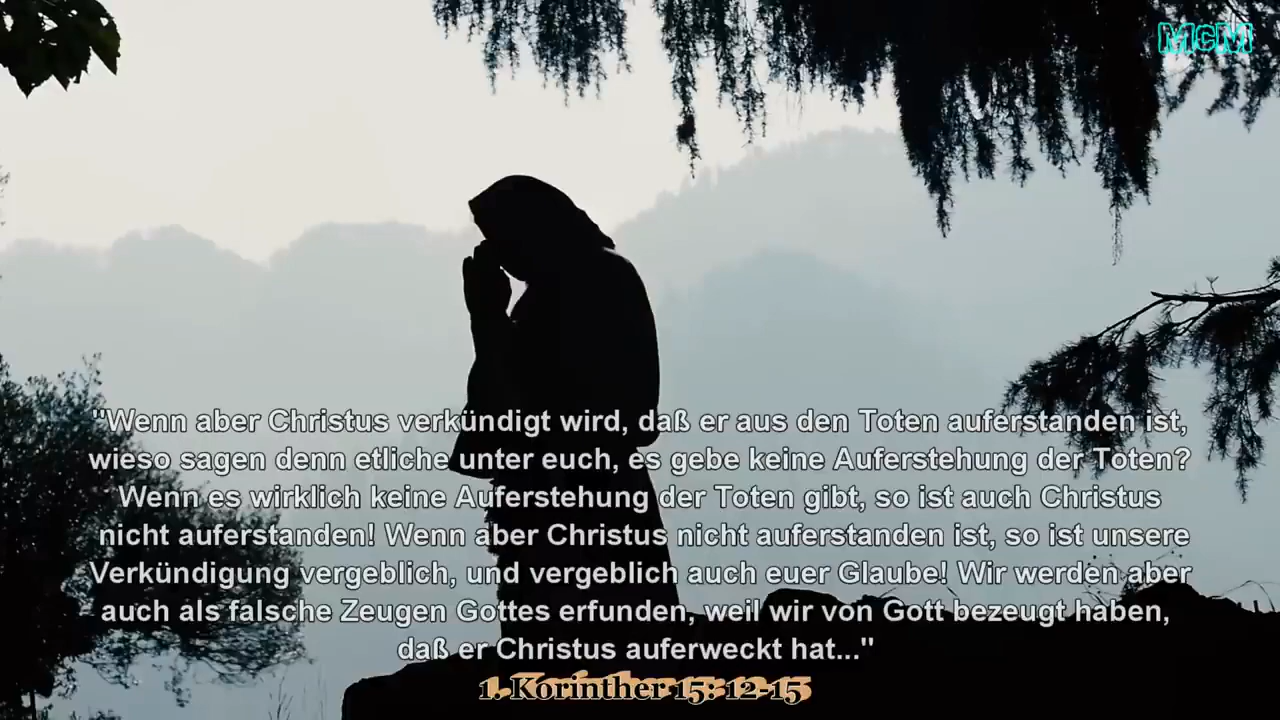 McM
"Wenn aber Christus verkündigt wird, daß er aus den Toten auferstanden ist,
wieso sagen denn etliche unter euch, es gebe keine Auferstehung der Toten?
Wenn es wirklich keine Auferstehung der Toten gibt, so ist auch Christus
nicht auferstanden! Wenn aber Christus nicht auferstanden ist, so ist unsere
Verkündigung vergeblich, und vergeblich auch euer Glaube! Wir werden aber
auch als falsche Zeugen Gottes erfunden, weil wir von Gott bezeugt haben,
daß er Christus auferweckt hat..."
1. Korinther 15: 12-15